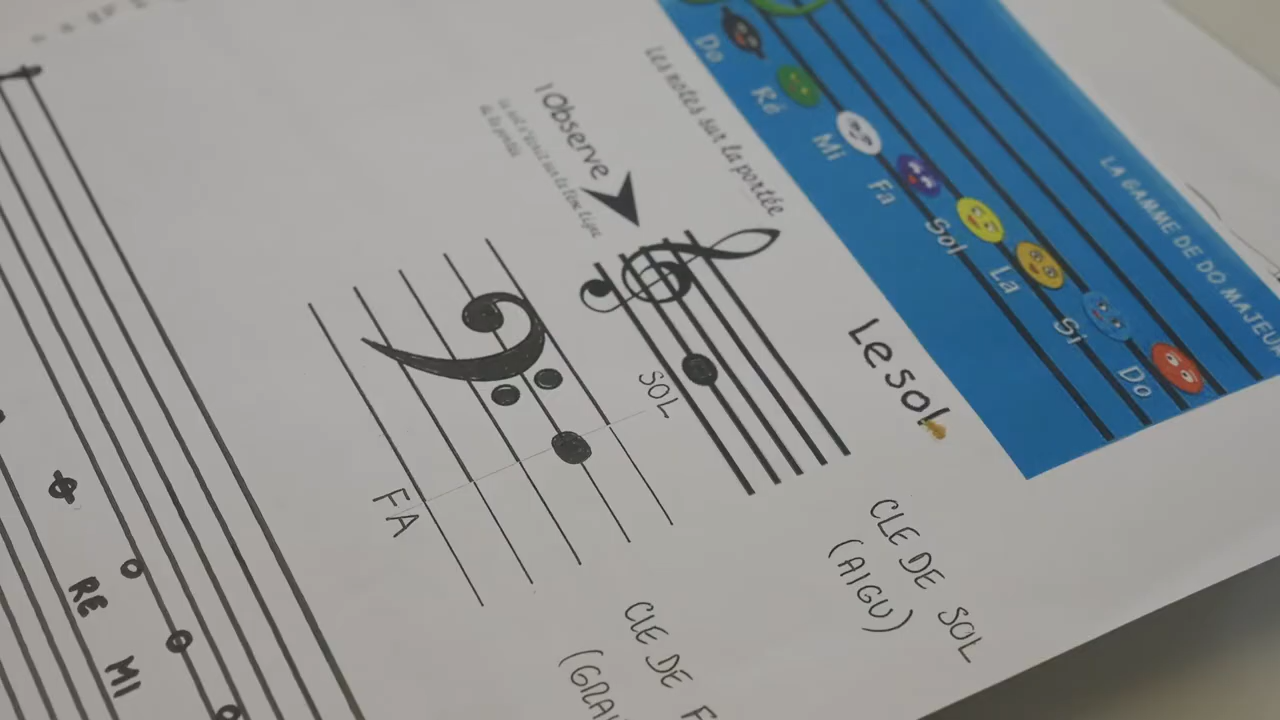 LA GAMME DE DO MAJEUR
Do Ré Mi Fa Sol La Si Do
Les notes sur la portée
J'Observe
Le sol
SOL
CLE DE SOL
(AIGU)
FA
CLE DE F
(GRA
RE MI